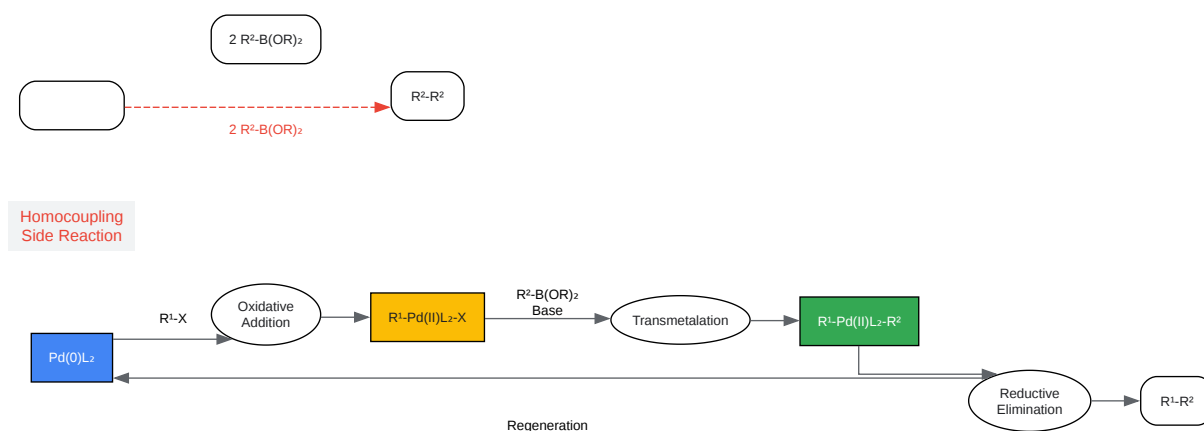 2 R²-B(OR)₂
R²-R²
2 R²-B(OR)₂
Homocoupling
Side Reaction
R¹-X
Oxidative
Addition
R¹-Pd(II)L₂-X
R²-B(OR)₂
Base
Transmetalation
R¹-Pd(II)L₂-R²
Pd(0)L₂
Reductive
Elimination
R¹-R²
Regeneration